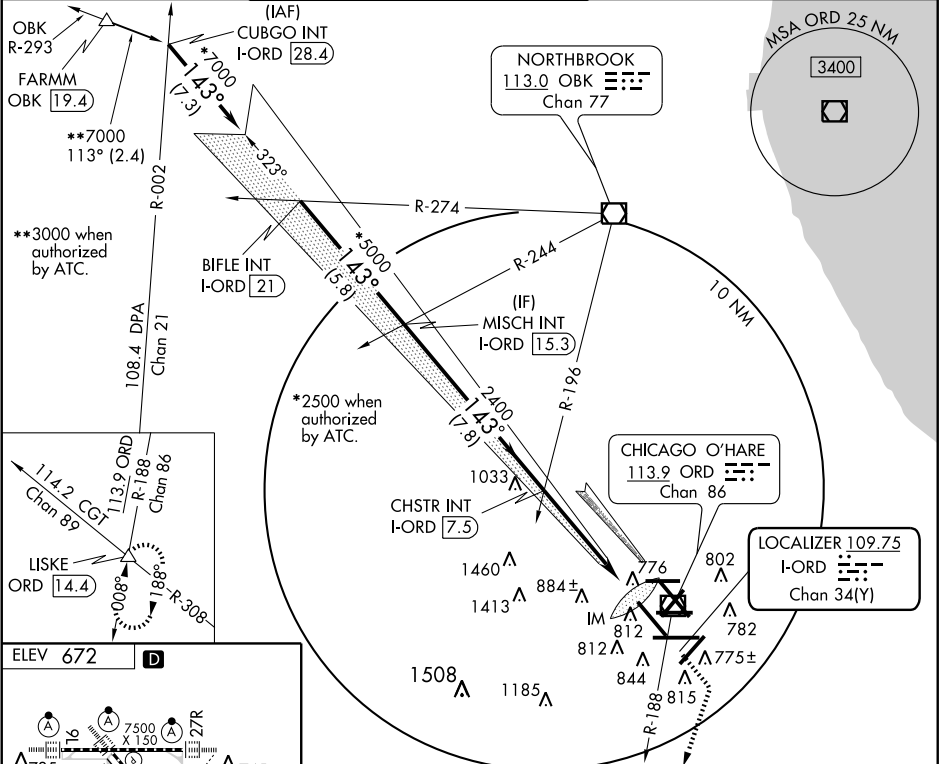 OBK
R-293
FARMM
OBK 19.4
**7000
113° (2.4)
(IAF)
CUBGO INT
I-ORD 28.4
*7000
143°
(7.3)
323°
R-002
**3000 when
authorized
by ATC.
108.4 DPA
Chan 21
BIFLE INT
I-ORD 21
R-274
NORTHBROOK
113.0 OBK
Chan 77
MSA ORD 25 NM
3400
*5000
143°
(5.8)
R-244
(IF)
MISCH INT
I-ORD 15.3
10 NM
R-196
*2500 when
authorized
by ATC.
2400
143°
(7.8)
1033
CHSTR INT
I-ORD 7.5
CHICAGO O'HARE
113.9 ORD
Chan 86
LOCALIZER 109.75
I-ORD
Chan 34(Y)
114.2 CGT
Chan 89
113.9 ORD
R-188
Chan 86
LISKE
ORD 14.4
008°
188°
R-308
1460
1413
884±
776
802
IM
812
812
782
844
775±
815
R-188
1508
1185
ELEV 672
D
A
A
A
16
7500
X 150
27R